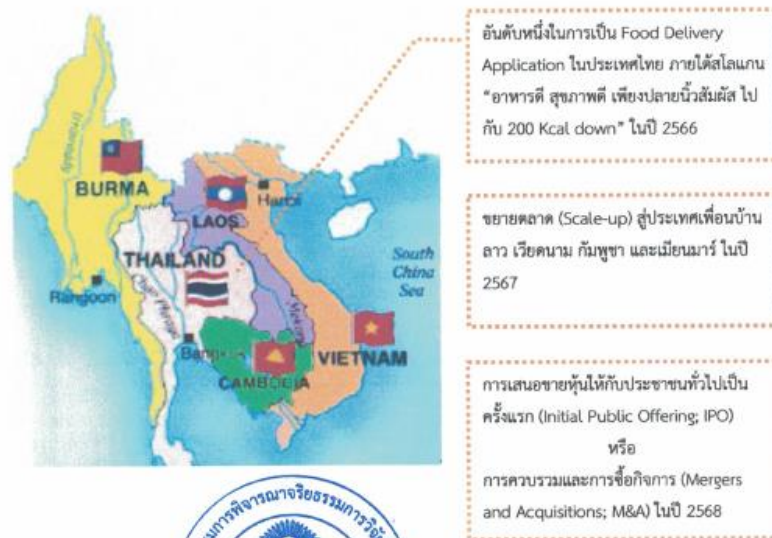 อันดับหนึ่งในการเป็น Food Delivery
Application ในประเทศไทย ภายใต้สโลแกน
“อาหารดี สุขภาพดี เพียงปลายนิ้วสัมผัส ไป
กับ 200 Kcal down” ในปี 2566
ขยายตลาด (Scale-up) สู่ประเทศเพื่อนบ้าน
ลาว เวียดนาม กัมพูชา และเมียนมาร์ ในปี
2567
การเสนอขายหุ้นให้กับประชาชนทั่วไปเป็น
ครั้งแรก (Initial Public Offering; IPO)
หรือ
การควบรวมและการซื้อกิจการ (Mergers
and Acquisitions; M&A) ในปี 2568
Irrawaddy
BURMA
Hanoi
LAOS
THAILAND
South
China
Sea
Rangoon
Chao Phraya
Mekong
Bangkok
VIETNAM
CAMBODIA